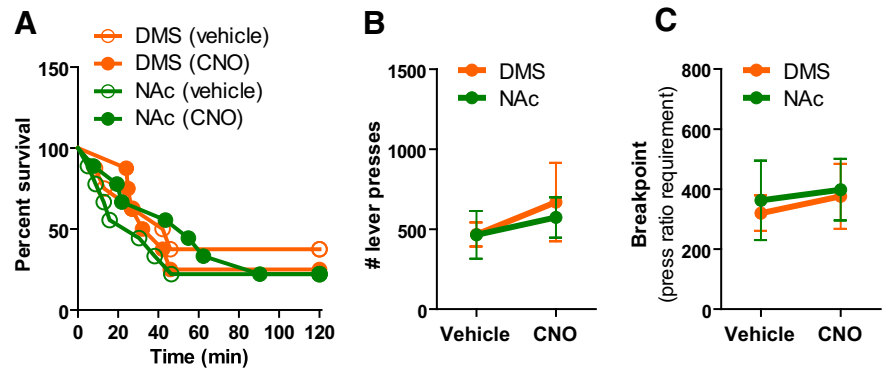 A
DMS (vehicle)
DMS (CNO)
NAc (vehicle)
NAc (CNO)
Percent survival
150
100
50
0
0 20 40 60 80 100 120
Time (min)
B
DMS
NAc
# lever presses
1500
1000
500
0
Vehicle CNO
C
DMS
NAc
Breakpoint
(press ratio requirement)
800
600
400
200
0
Vehicle CNO